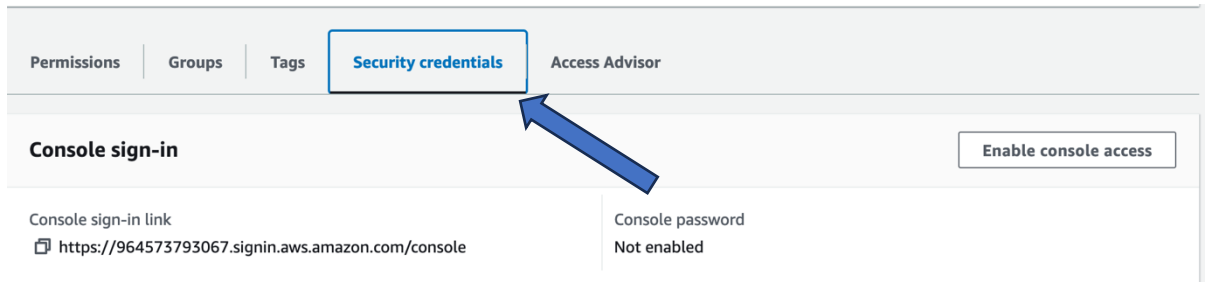 Permissions Groups Tags Security credentials Access Advisor
Console sign-in Enable console access
Console sign-in link Console password
https://964573793067.signin.aws.amazon.com/console Not enabled